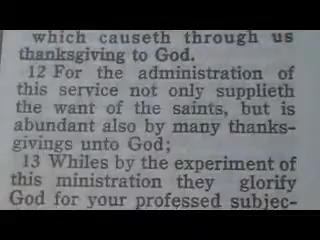 which causeth through us
thanksgiving to God.
12 For the administration of
this service not only supplieth
the want of the saints, but is
abundant also by many thanks-
givings unto God;
13 Whiles by the experiment of
this ministration they glorify
God for your professed subjec-